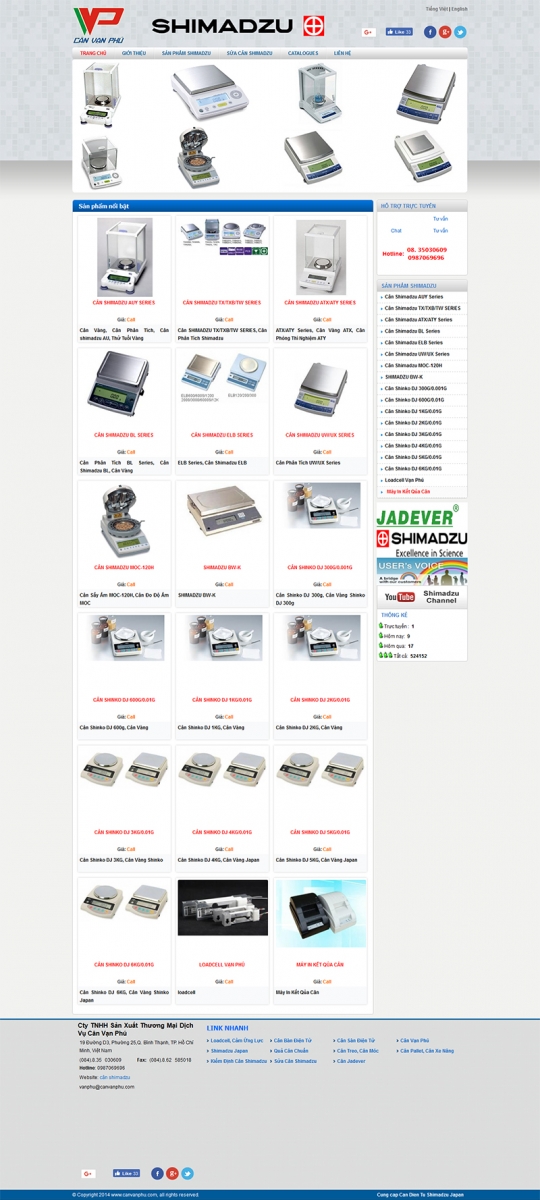 Tiếng Việt | English
VP
CÂN VẠN PHÚ
SHIMADZU
G+
Like 33
TRANG CHỦ
GIỚI THIỆU
SẢN PHẨM SHIMADZU
SỬA CÂN SHIMADZU
CATALOGUES
LIÊN HỆ
Sản phẩm nổi bật
CÂN SHIMADZU AUY SERIES
Giá: Call
Cân Vàng, Cân Phân Tích, Cân shimadzu AU, Thử Tuổi Vàng
CÂN SHIMADZU TX/TXB/TW SERIES
Giá: Call
Cân SHIMADZU TX/TXB/TW SERIES, Cân Phân Tích Shimadzu
CÂN SHIMADZU ATX/ATY SERIES
Giá: Call
ATX/ATY Series, Cân Vàng ATX, Cân Phòng Thí Nghiệm ATY
CÂN SHIMADZU BL SERIES
Giá: Call
Cân Phân Tích BL Series, Cân Shimadzu BL, Cân Vàng
CÂN SHIMADZU ELB SERIES
Giá: Call
ELB Series, Cân Shimadzu ELB
CÂN SHIMADZU UW/UX SERIES
Giá: Call
Cân Phân Tích UW/UX Series
CÂN SHIMADZU MOC-120H
Giá: Call
Cân Sấy Ẩm MOC-120H, Cân Đo Độ Ẩm MOC
SHIMADZU BW-K
Giá: Call
SHIMADZU BW-K
CÂN SHINKO DJ 300G/0.001G
Giá: Call
Cân Shinko DJ 300g, Cân Vàng Shinko DJ 300g
CÂN SHINKO DJ 600G/0.01G
Giá: Call
Cân Shinko DJ 600g, Cân Vàng
CÂN SHINKO DJ 1KG/0.01G
Giá: Call
Cân Shinko DJ 1KG, Cân Vàng
CÂN SHINKO DJ 2KG/0.01G
Giá: Call
Cân Shinko DJ 2KG, Cân Vàng
CÂN SHINKO DJ 3KG/0.01G
Giá: Call
Cân Shinko DJ 3KG, Cân Vàng Shinko
CÂN SHINKO DJ 4KG/0.01G
Giá: Call
Cân Shinko DJ 4KG, Cân Vàng Japan
CÂN SHINKO DJ 5KG/0.01G
Giá: Call
Cân Shinko DJ 5KG, Cân Vàng Japan
CÂN SHINKO DJ 6KG/0.01G
Giá: Call
Cân Shinko DJ 6KG, Cân Vàng Shinko Japan
LOADCELL VẠN PHÚ
Giá: Call
loadcell
MÁY IN KẾT QỦA CÂN
Giá: Call
Máy In Kết Qủa Cân
HỖ TRỢ TRỰC TUYẾN
Tư vấn
Chat
Tư vấn
Hotline: 08. 35030609
0987069696
SẢN PHẨM SHIMADZU
Cân Shimadzu AUY Series
Cân Shimadzu TX/TXB/TW SERIES
Cân Shimadzu ATX/ATY Series
Cân Shimadzu BL Series
Cân Shimadzu ELB Series
Cân Shimadzu UW/UX Series
Cân Shimadzu MOC-120H
SHIMADZU BW-K
Cân Shinko DJ 300G/0.001G
Cân Shinko DJ 600G/0.01G
Cân Shinko DJ 1KG/0.01G
Cân Shinko DJ 2KG/0.01G
Cân Shinko DJ 3KG/0.01G
Cân Shinko DJ 4KG/0.01G
Cân Shinko DJ 5KG/0.01G
Cân Shinko DJ 6KG/0.01G
Loadcell Vạn Phú
Máy In Kết Qủa Cân
JADEVER®
SHIMADZU
Excellence in Science
USER's VOICE
A bridge with our customers
YouTube Shimadzu Channel
THỐNG KÊ
Trực tuyến : 1
Hôm nay: 9
Hôm qua: 17
Tất cả: 524152
Cty TNHH Sản Xuất Thương Mại Dịch Vụ Cân Vạn Phú
19 Đường D3, Phường 25,Q. Bình Thạnh, TP. Hồ Chí Minh, Việt Nam
(084).8.35 030609 Fax: (084).8.62 585018
Hotline: 0987069696
Website: cân shimadzu
vanphu@canvanphu.com
LINK NHANH
Loadcell, Cảm Ứng Lực
Cân Bàn Điện Tử
Cân Sàn Điện Tử
Cân Vạn Phú
Shimadzu Japan
Quả Cân Chuẩn
Cân Treo, Cân Móc
Cân Pallet, Cân Xe Nâng
Kiểm Định Cân Shimadzu
Sửa Cân Shimadzu
Cân Jadever
G+
Like 33
© Copyright 2014 www.canvanphu.com, all rights reserved.
Cung cap Cân Dien Tu Shimadzu Japan